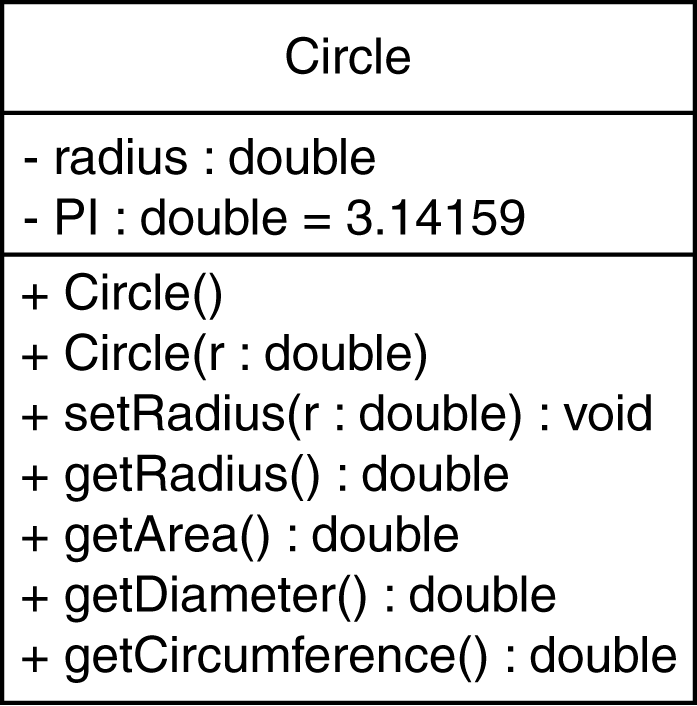 Circle
- radius : double
- PI : double = 3.14159
+ Circle()
+ Circle(r : double)
+ setRadius(r : double) : void
+ getRadius() : double
+ getArea() : double
+ getDiameter() : double
+ getCircumference() : double